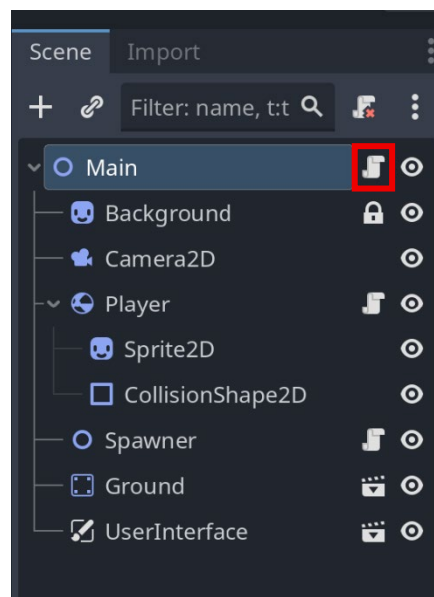 Scene Import
Filter: name, t:t
Main
Background
Camera2D
Player
Sprite2D
CollisionShape2D
Spawner
Ground
UserInterface